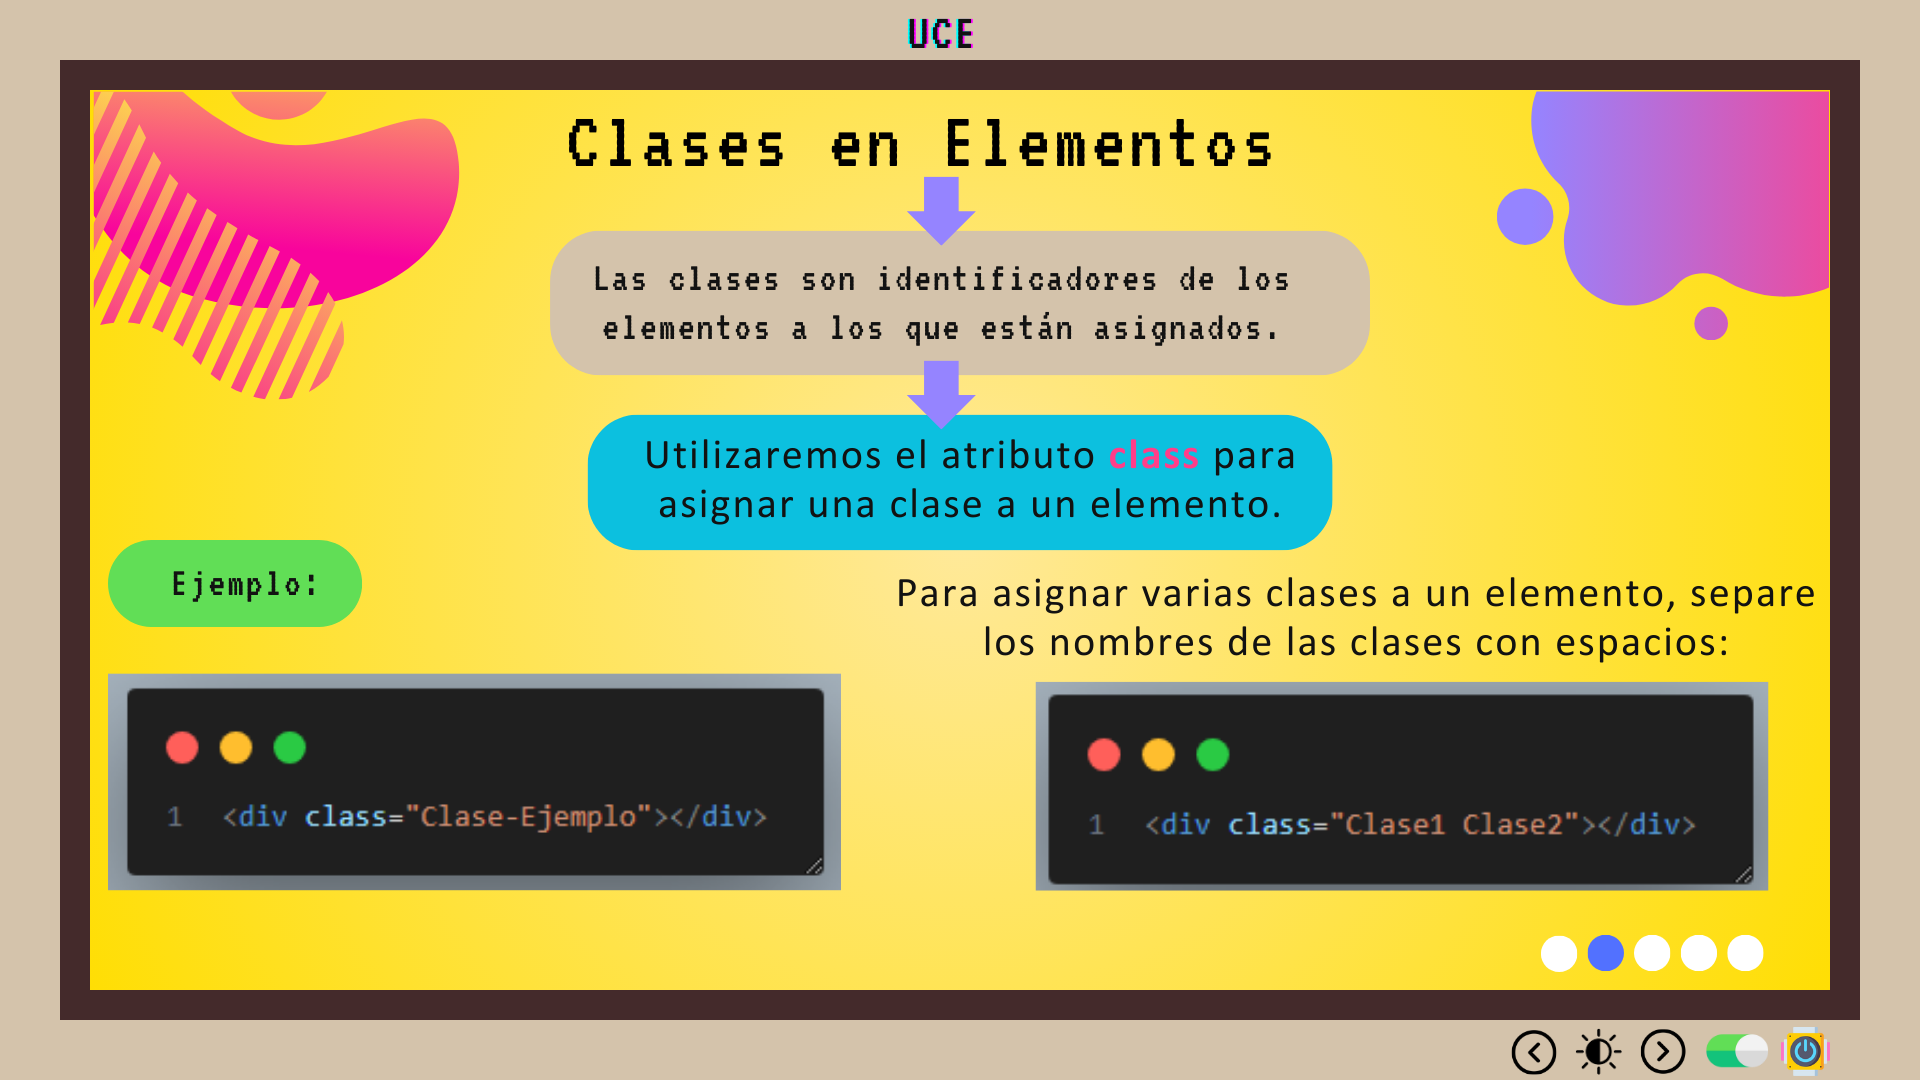 UCE
Clases en Elementos
Las clases son identificadores de los
elementos a los que están asignados.
Utilizaremos el atributo class para
asignar una clase a un elemento.
Ejemplo:
Para asignar varias clases a un elemento, separe
los nombres de las clases con espacios:
1 <div class="Clase-Ejemplo"></div>
1 <div class="Clase1 Clase2"></div>